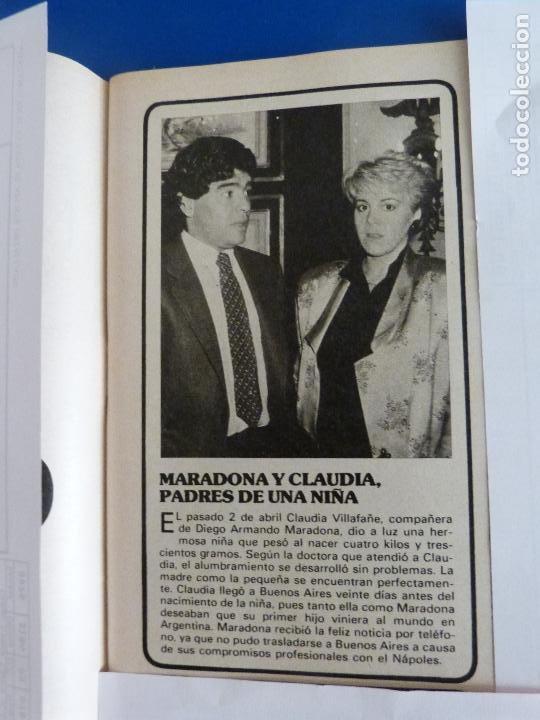 MARADONA Y CLAUDIA,
PADRES DE UNA NIÑA
EL pasado 2 de abril Claudia Villafañe, compañera
de Diego Armando Maradona, dio a luz una her-
mosa niña que pesó al nacer cuatro kilos y tres-
cientos gramos. Según la doctora que atendió a Clau-
dia, el alumbramiento se desarrolló sin problemas. La
madre como la pequeña se encuentran perfectamen-
te. Claudia llegó a Buenos Aires veinte días antes del
nacimiento de la niña, pues tanto ella como Maradona
deseaban que su primer hijo viniera al mundo en
Argentina. Maradona recibió la feliz noticia por teléfo-
no, ya que no pudo trasladarse a Buenos Aires a causa
de sus compromisos profesionales con el Nápoles.
todocoleccion